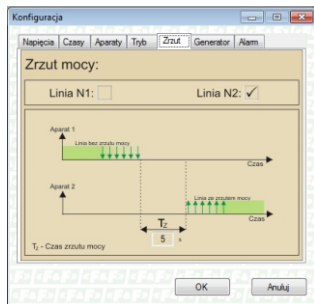 Konfiguracja
Napięcia Czasy Aparaty Tryb Zrzut Generator Alarm
Zrzut mocy:
Linia N1: Linia N2:
Aparat 1
Linia bez zrzutu mocy
Czas
Aparat 2
Linia ze zrzutem mocy
Czas
Tz
5 s
Tz - Czas zrzutu mocy
OK Anuluj